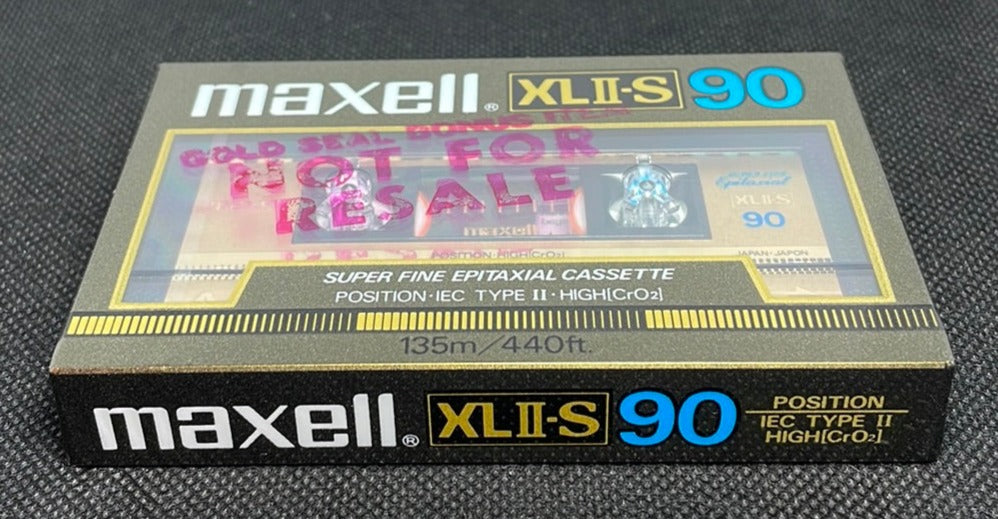 maxell® XLII-S 90
GOLD SEAL BONUS ITEM
NOT FOR
RESALE
Epitaxial
XLII-S
90
maxell
POSITION·HIGH(CrO2)
JAPAN·JAPON
SUPER FINE EPITAXIAL CASSETTE
POSITION·IEC TYPE II·HIGH[CrO2]
135m/440ft.
maxell® XLII-S 90
POSITION
IEC TYPE II
HIGH[CrO2]